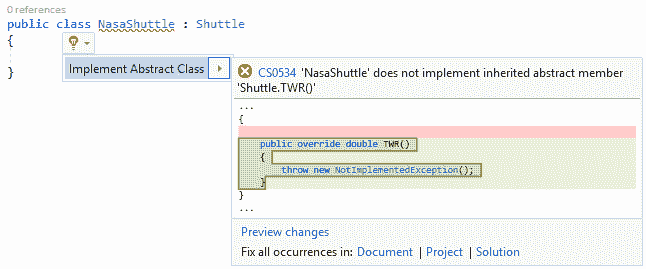 0 references
public class NasaShuttle : Shuttle
{
}
Implement Abstract Class
CS0534 'NasaShuttle' does not implement inherited abstract member
'Shuttle.TWR()'
...
{
public override double TWR()
{
throw new NotImplementedException();
}
}
...
Preview changes
Fix all occurrences in: Document | Project | Solution